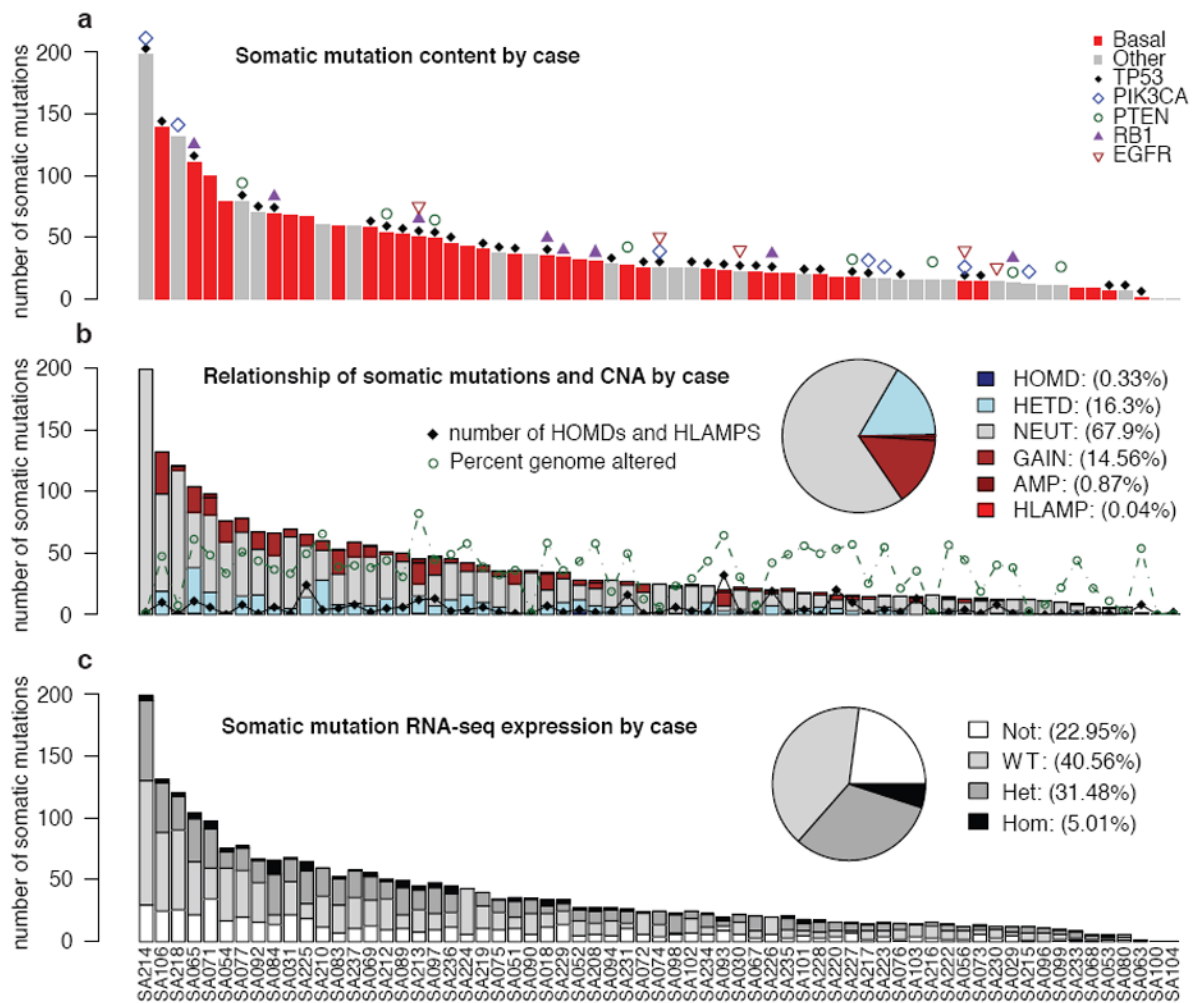 a
Somatic mutation content by case
number of somatic mutations
200
150
100
50
0
Basal
Other
TP53
PIK3CA
PTEN
RB1
EGFR
b
Relationship of somatic mutations and CNA by case
number of somatic mutations
200
150
100
50
0
number of HOMDs and HLAMPS
Percent genome altered
HOMD: (0.33%)
HETD: (16.3%)
NEUT: (67.9%)
GAIN: (14.56%)
AMP: (0.87%)
HLAMP: (0.04%)
c
Somatic mutation RNA-seq expression by case
number of somatic mutations
200
150
100
50
0
Not: (22.95%)
WT: (40.56%)
Het: (31.48%)
Hom: (5.01%)
SA214
SA106
SA218
SA065
SA071
SA054
SA077
SA092
SA084
SA031
SA225
SA210
SA083
SA237
SA069
SA212
SA089
SA213
SA097
SA236
SA224
SA219
SA075
SA051
SA090
SA018
SA229
SA052
SA208
SA094
SA231
SA072
SA074
SA098
SA102
SA234
SA093
SA030
SA067
SA226
SA235
SA101
SA228
SA220
SA227
SA217
SA223
SA076
SA103
SA216
SA222
SA056
SA073
SA230
SA029
SA215
SA096
SA099
SA233
SA068
SA053
SA080
SA063
SA100
SA104